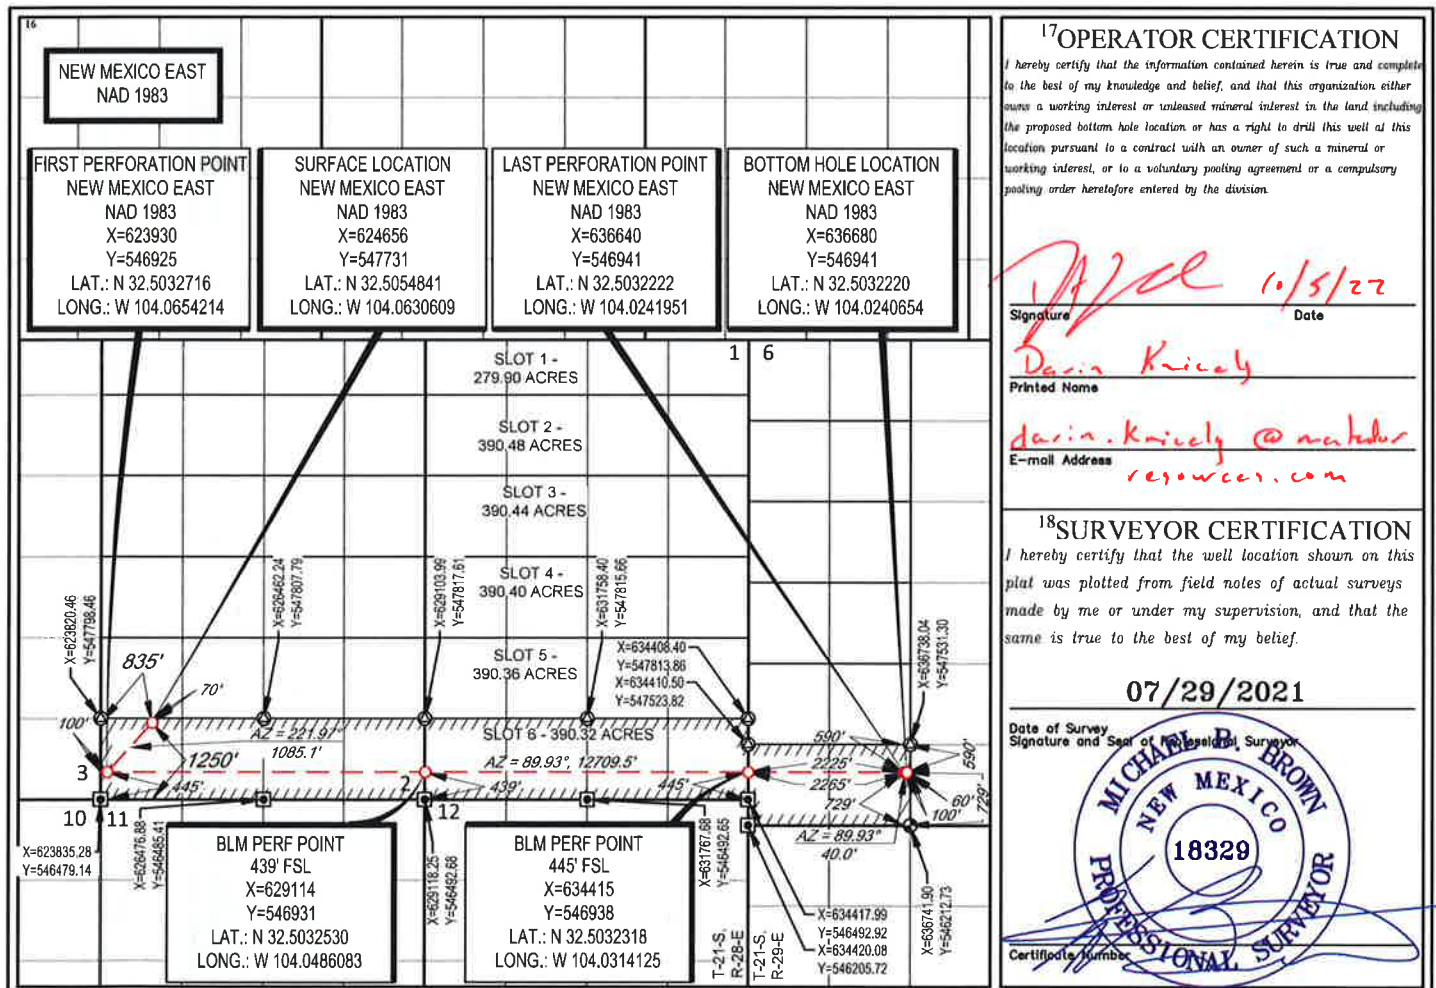 16
NEW MEXICO EAST
NAD 1983
FIRST PERFORATION POINT
NEW MEXICO EAST
NAD 1983
X=623930
Y=546925
LAT.: N 32.5032716
LONG.: W 104.0654214
SURFACE LOCATION
NEW MEXICO EAST
NAD 1983
X=624656
Y=547731
LAT.: N 32.5054841
LONG.: W 104.0630609
LAST PERFORATION POINT
NEW MEXICO EAST
NAD 1983
X=636640
Y=546941
LAT.: N 32.5032222
LONG.: W 104.0241951
BOTTOM HOLE LOCATION
NEW MEXICO EAST
NAD 1983
X=636680
Y=546941
LAT.: N 32.5032220
LONG.: W 104.0240654
1 6
SLOT 1 -
279.90 ACRES
SLOT 2 -
390.48 ACRES
SLOT 3 -
390.44 ACRES
SLOT 4 -
390.40 ACRES
SLOT 5 -
390.36 ACRES
SLOT 6 - 390.32 ACRES
X=623820.46
Y=547798.46
X=626462.24
Y=547807.79
X=629103.99
Y=547817.61
X=631758.40
Y=547815.66
X=634408.40
Y=547813.86
X=634410.50
Y=547523.82
X=636738.04
Y=547531.30
835'
70'
100'
AZ = 221.97°
1085.1'
1250'
445'
AZ = 89.93°, 12709.5'
439'
445'
590'
590'
2225'
2265'
729'
729'
60'
100'
AZ = 89.93°
40.0'
3
2
10 11
12
X=623835.28
Y=546479.14
X=626476.88
Y=546485.41
X=629118.25
Y=546492.68
X=631767.68
Y=546492.65
X=634417.99
Y=546492.92
X=634420.08
Y=546205.72
X=636741.90
Y=546212.73
BLM PERF POINT
439' FSL
X=629114
Y=546931
LAT.: N 32.5032530
LONG.: W 104.0486083
BLM PERF POINT
445' FSL
X=634415
Y=546938
LAT.: N 32.5032318
LONG.: W 104.0314125
T-21-S,
R-28-E
T-21-S,
R-29-E
17 OPERATOR CERTIFICATION
I hereby certify that the information contained herein is true and complete
to the best of my knowledge and belief, and that this organization either
owns a working interest or unleased mineral interest in the land including
the proposed bottom hole location or has a right to drill this well at this
location pursuant to a contract with an owner of such a mineral or
working interest, or to a voluntary pooling agreement or a compulsory
pooling order heretofore entered by the division.
10/5/22
Signature Date
Darin Knicely
Printed Name
darin.knicely @ matador
E-mail Address
resources.com
18 SURVEYOR CERTIFICATION
I hereby certify that the well location shown on this
plat was plotted from field notes of actual surveys
made by me or under my supervision, and that the
same is true to the best of my belief.
07/29/2021
Date of Survey
Signature and Seal of Professional Surveyor
MICHAEL B. BROWN
NEW MEXICO
18329
PROFESSIONAL SURVEYOR
Certificate Number